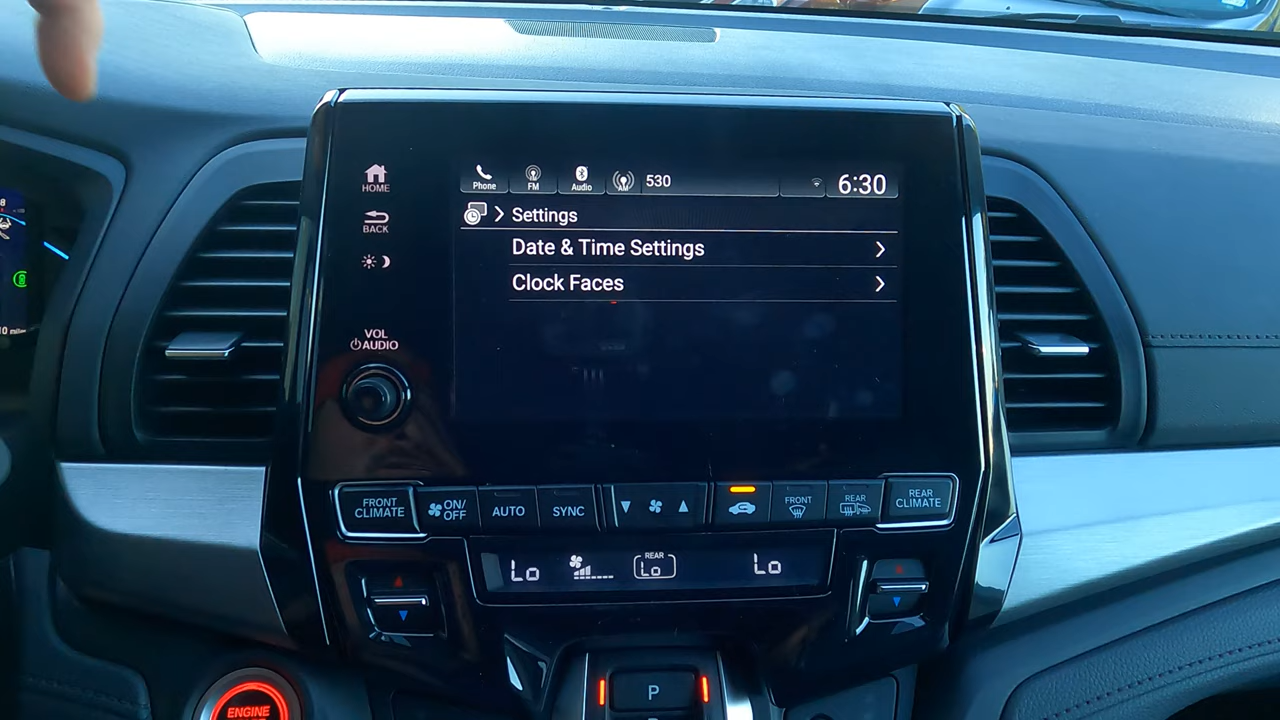 Phone
FM
Audio
AM
530
6:30
HOME
Settings
BACK
Date & Time Settings
Clock Faces
VOL
AUDIO
FRONT
CLIMATE
ON/
OFF
AUTO
SYNC
FRONT
REAR
REAR
CLIMATE
Lo
REAR
Lo
Lo
P
ENGINE